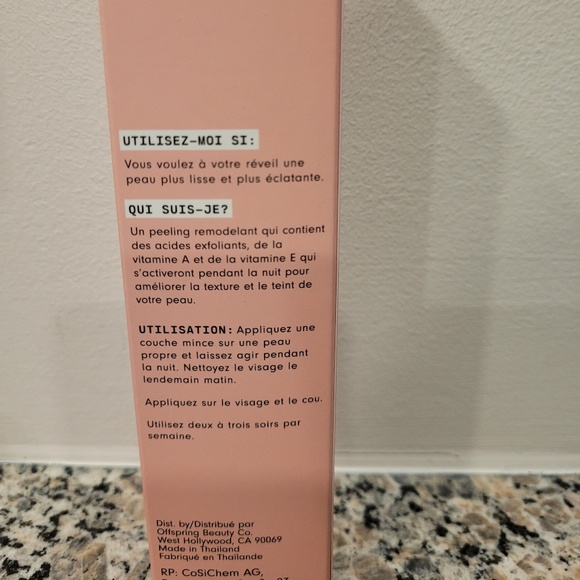 UTILISEZ-MOI SI:
Vous voulez à votre réveil une
peau plus lisse et plus éclatante.
QUI SUIS-JE?
Un peeling remodelant qui contient
des acides exfoliants, de la
vitamine A et de la vitamine E qui
s'activeront pendant la nuit pour
améliorer la texture et le teint de
votre peau.
UTILISATION: Appliquez une
couche mince sur une peau
propre et laissez agir pendant
la nuit. Nettoyez le visage le
lendemain matin.
Appliquez sur le visage et le cou.
Utilisez deux à trois soirs par
semaine.
Dist. by/Distribué par
Offspring Beauty Co.
West Hollywood, CA 90069
Made in Thailand
Fabriqué en Thaïlande
RP: CoSiChem AG,